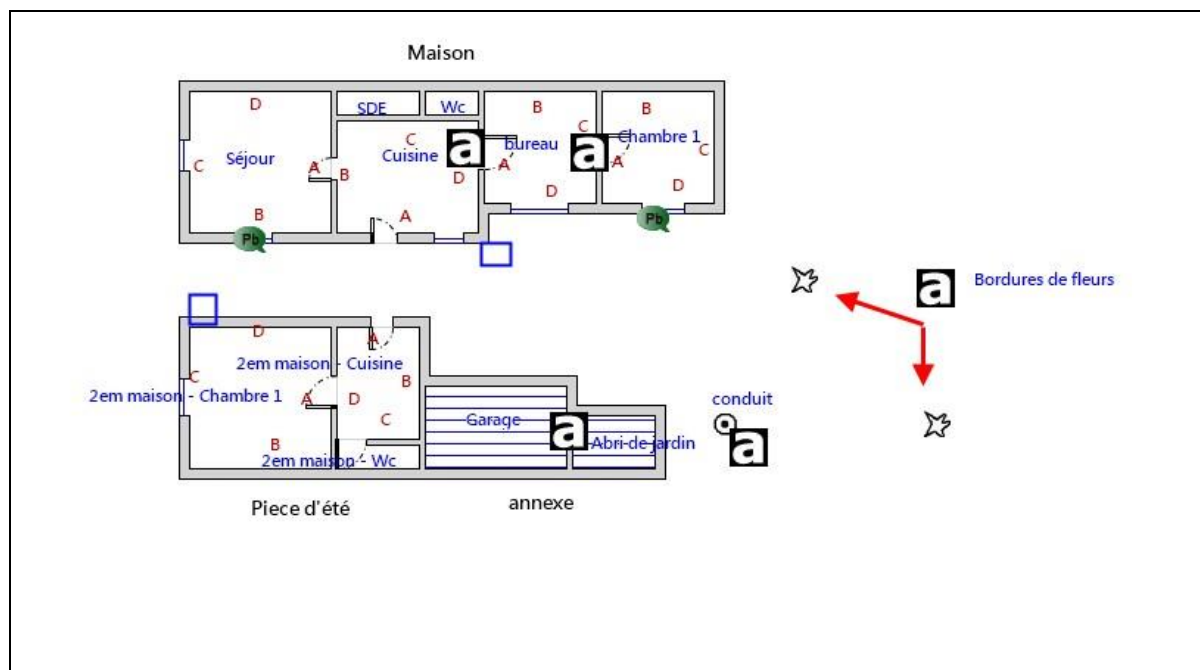 Maison
D
SDE
Wc
B
B
C
C
Chambre 1
a
a
bureau
Séjour
Cuisine
C
C
A
B
D
A
A
D
D
B
A
Pb
Pb
a
Bordures de fleurs
D
A
2em maison - Cuisine
C
B
2em maison - Chambre 1
A
D
conduit
C
Garage
a
B
Abri-de jardin
a
2em maison - Wc
Piece d'été
annexe